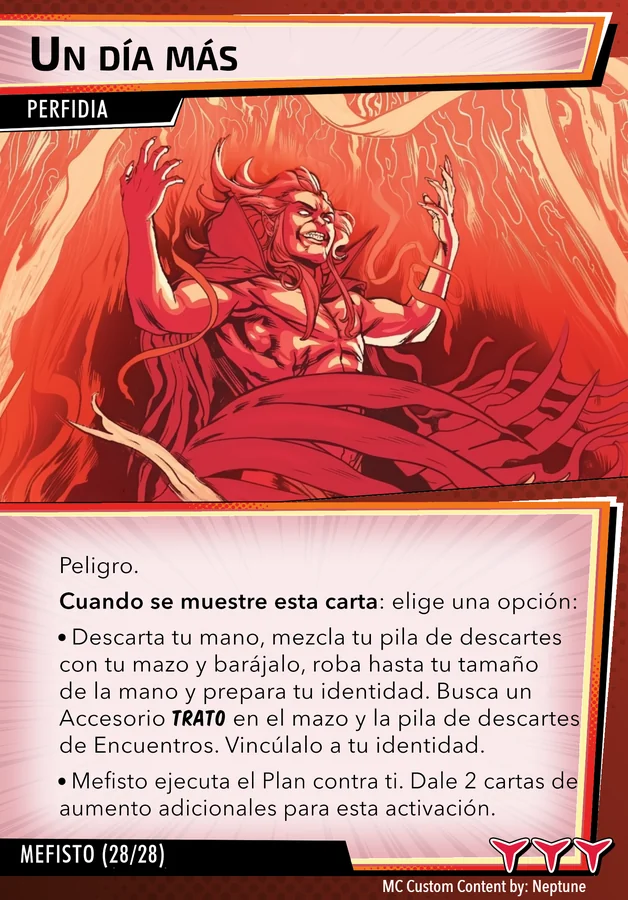 Un día más
PERFIDIA
Peligro.
Cuando se muestre esta carta: elige una opción:
• Descarta tu mano, mezcla tu pila de descartes
con tu mazo y barájalo, roba hasta tu tamaño
de la mano y prepara tu identidad. Busca un
Accesorio TRATO en el mazo y la pila de descartes
de Encuentros. Vincúlalo a tu identidad.
• Mefisto ejecuta el Plan contra ti. Dale 2 cartas de
aumento adicionales para esta activación.
MEFISTO (28/28)
MC Custom Content by: Neptune